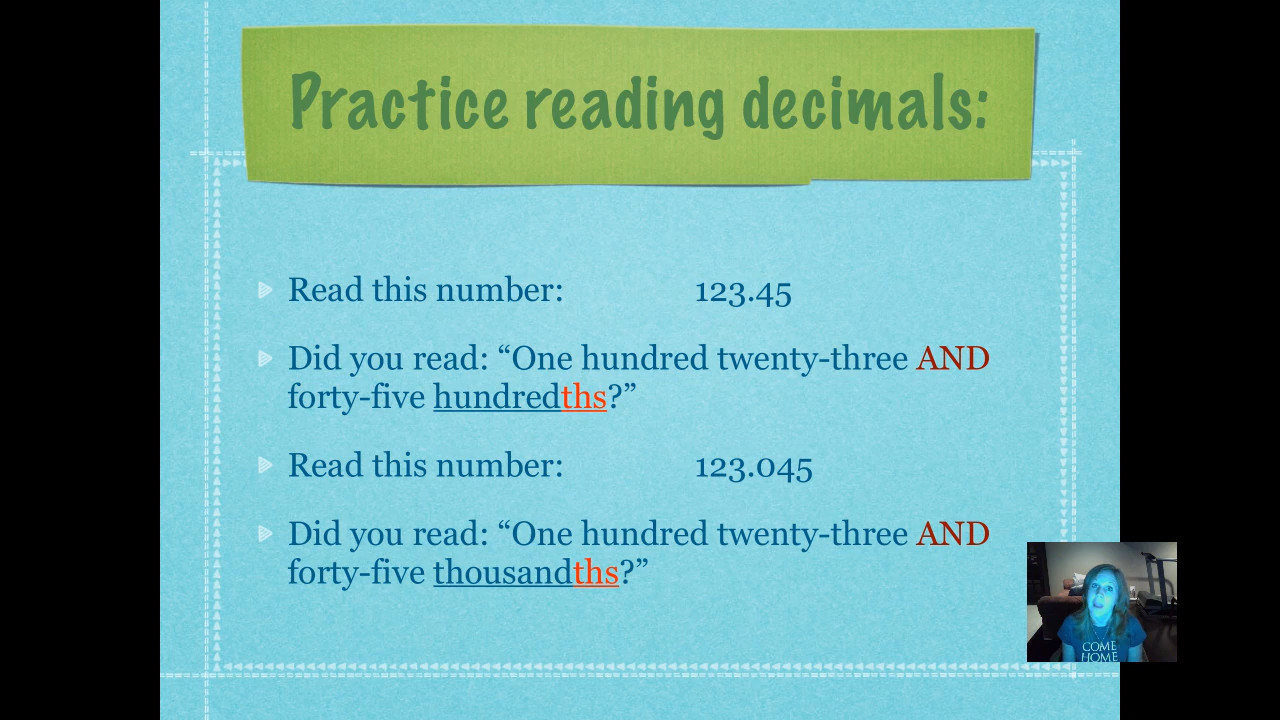 Practice reading decimals:
Read this number: 123.45
Did you read: “One hundred twenty-three AND
forty-five hundredths?”
Read this number: 123.045
Did you read: “One hundred twenty-three AND
forty-five thousandths?”
COME
HOME